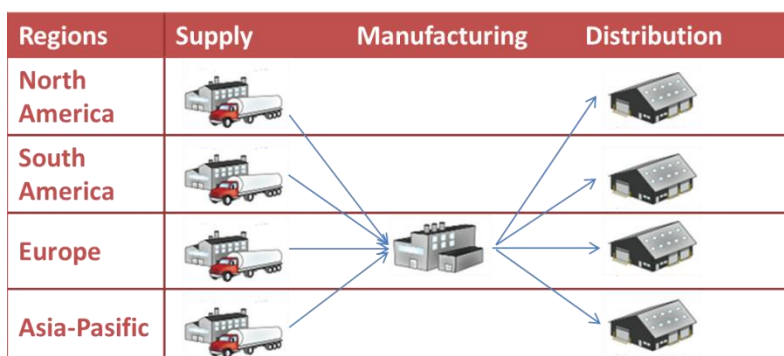 Regions Supply Manufacturing Distribution
North
America
South
America
Europe
Asia-Pasific